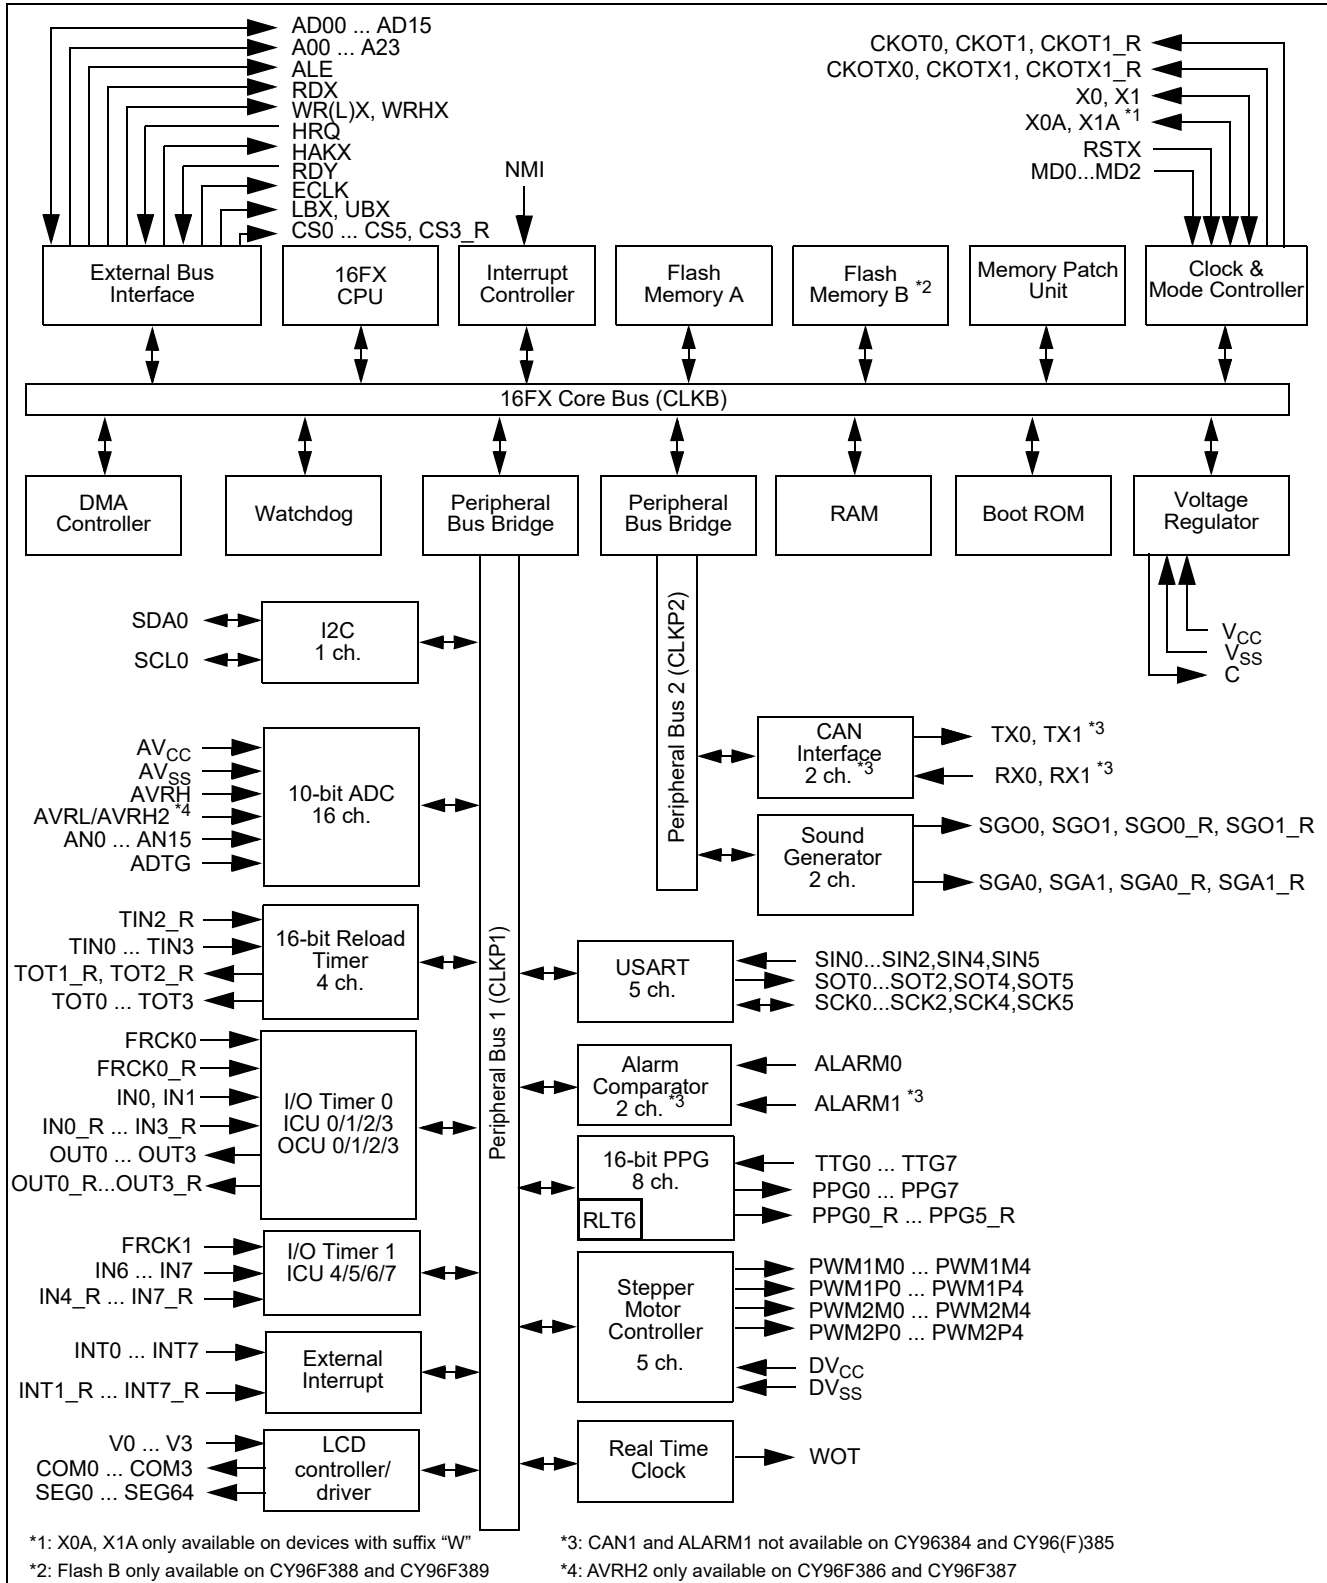 AD00 ... AD15
A00 ... A23
ALE
RDX
WR(L)X, WRHX
HRQ
HAKX
RDY
ECLK
LBX, UBX
CS0 ... CS5, CS3_R
NMI
CKOT0, CKOT1, CKOT1_R
CKOTX0, CKOTX1, CKOTX1_R
X0, X1
X0A, X1A *1
RSTX
MD0...MD2
External Bus
Interface
16FX
CPU
Interrupt
Controller
Flash
Memory A
Flash
Memory B *2
Memory Patch
Unit
Clock &
Mode Controller
16FX Core Bus (CLKB)
DMA
Controller
Watchdog
Peripheral
Bus Bridge
Peripheral
Bus Bridge
RAM
Boot ROM
Voltage
Regulator
VCC
VSS
C
Peripheral Bus 1 (CLKP1)
Peripheral Bus 2 (CLKP2)
SDA0
SCL0
I2C
1 ch.
AVCC
AVSS
AVRH
AVRL/AVRH2 *4
AN0 ... AN15
ADTG
10-bit ADC
16 ch.
TIN2_R
TIN0 ... TIN3
TOT1_R, TOT2_R
TOT0 ... TOT3
16-bit Reload
Timer
4 ch.
FRCK0
FRCK0_R
IN0, IN1
IN0_R ... IN3_R
OUT0 ... OUT3
OUT0_R...OUT3_R
I/O Timer 0
ICU 0/1/2/3
OCU 0/1/2/3
FRCK1
IN6 ... IN7
IN4_R ... IN7_R
I/O Timer 1
ICU 4/5/6/7
INT0 ... INT7
INT1_R ... INT7_R
External
Interrupt
V0 ... V3
COM0 ... COM3
SEG0 ... SEG64
LCD
controller/
driver
CAN
Interface
2 ch. *3
TX0, TX1 *3
RX0, RX1 *3
Sound
Generator
2 ch.
SGO0, SGO1, SGO0_R, SGO1_R
SGA0, SGA1, SGA0_R, SGA1_R
USART
5 ch.
SIN0...SIN2,SIN4,SIN5
SOT0...SOT2,SOT4,SOT5
SCK0...SCK2,SCK4,SCK5
Alarm
Comparator
2 ch. *3
ALARM0
ALARM1 *3
16-bit PPG
8 ch.
RLT6
TTG0 ... TTG7
PPG0 ... PPG7
PPG0_R ... PPG5_R
Stepper
Motor
Controller
5 ch.
PWM1M0 ... PWM1M4
PWM1P0 ... PWM1P4
PWM2M0 ... PWM2M4
PWM2P0 ... PWM2P4
DVCC
DVSS
Real Time
Clock
WOT
*1: X0A, X1A only available on devices with suffix “W”
*2: Flash B only available on CY96F388 and CY96F389
*3: CAN1 and ALARM1 not available on CY96384 and CY96(F)385
*4: AVRH2 only available on CY96F386 and CY96F387